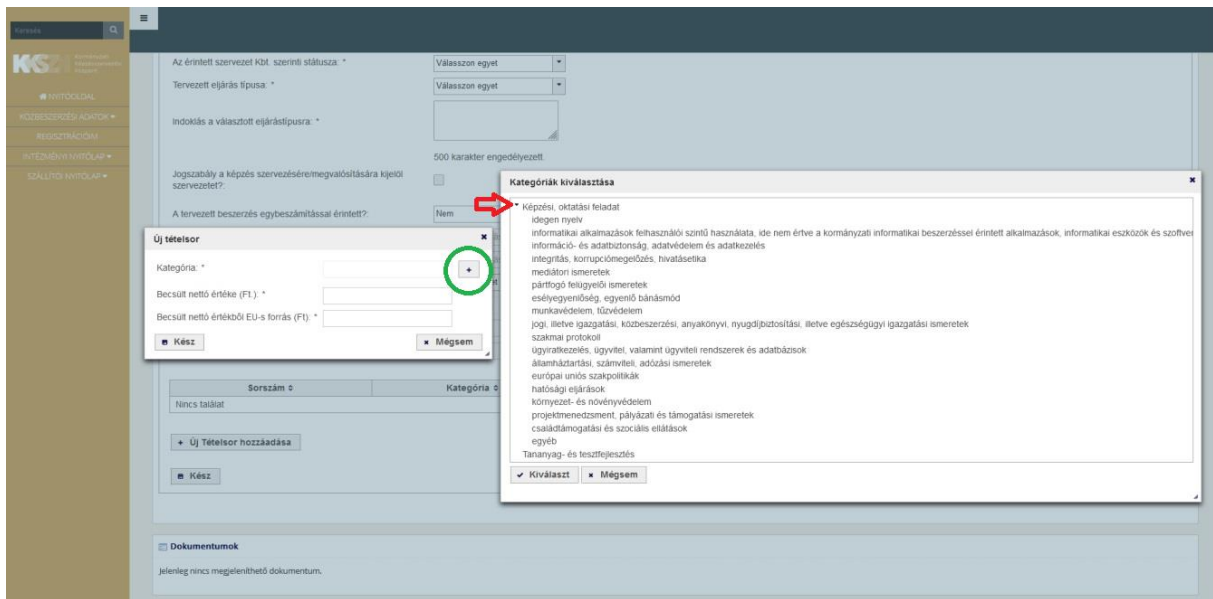 Keresés
KKSZ
NYITÓOLDAL
KÖZBESZERZÉSI ADATOK
REGISZTRÁCIÓIM
INTÉZMÉNYI NYITÓLAP
SZÁLLÍTÓI NYITÓLAP
Az érintett szervezet Kbt. szerinti státusza: *
Válasszon egyet
Tervezett eljárás típusa: *
Válasszon egyet
Indoklás a választott eljárástípusra: *
500 karakter engedélyezett.
Jogszabály a képzés szervezésére/megvalósítására kijelöl
szervezetet?:
A tervezett beszerzés egybeszámítással érintett?:
Nem
Új tételsor
Kategória: *
+
Becsült nettó értéke (Ft.): *
Becsült nettó értékből EU-s forrás (Ft): *
Kész
Mégsem
Sorszám
Kategória
Nincs találat
+ Új Tételsor hozzáadása
Kész
Kategóriák kiválasztása
Képzési, oktatási feladat
idegen nyelv
informatikai alkalmazások felhasználói szintű használata, ide nem értve a kormányzati informatikai beszerzéssel érintett alkalmazások, informatikai eszközök és szoftver
információ- és adatbiztonság, adatvédelem és adatkezelés
integritás, korrupciómegelőzés, hivatásetika
mediátori ismeretek
pártfogó felügyelői ismeretek
esélyegyenlőség, egyenlő bánásmód
munkavédelem, tűzvédelem
jogi, illetve igazgatási, közbeszerzési, anyakönyvi, nyugdíjbiztosítási, illetve egészségügyi igazgatási ismeretek
szakmai protokoll
ügyiratkezelés, ügyvitel, valamint ügyviteli rendszerek és adatbázisok
államháztartási, számviteli, adózási ismeretek
európai uniós szakpolitikák
hatósági eljárások
környezet- és növényvédelem
projektmenedzsment, pályázati és támogatási ismeretek
családtámogatási és szociális ellátások
egyéb
Tananyag- és tesztfejlesztés
Kiválaszt
Mégsem
Dokumentumok
Jelenleg nincs megjeleníthető dokumentum.